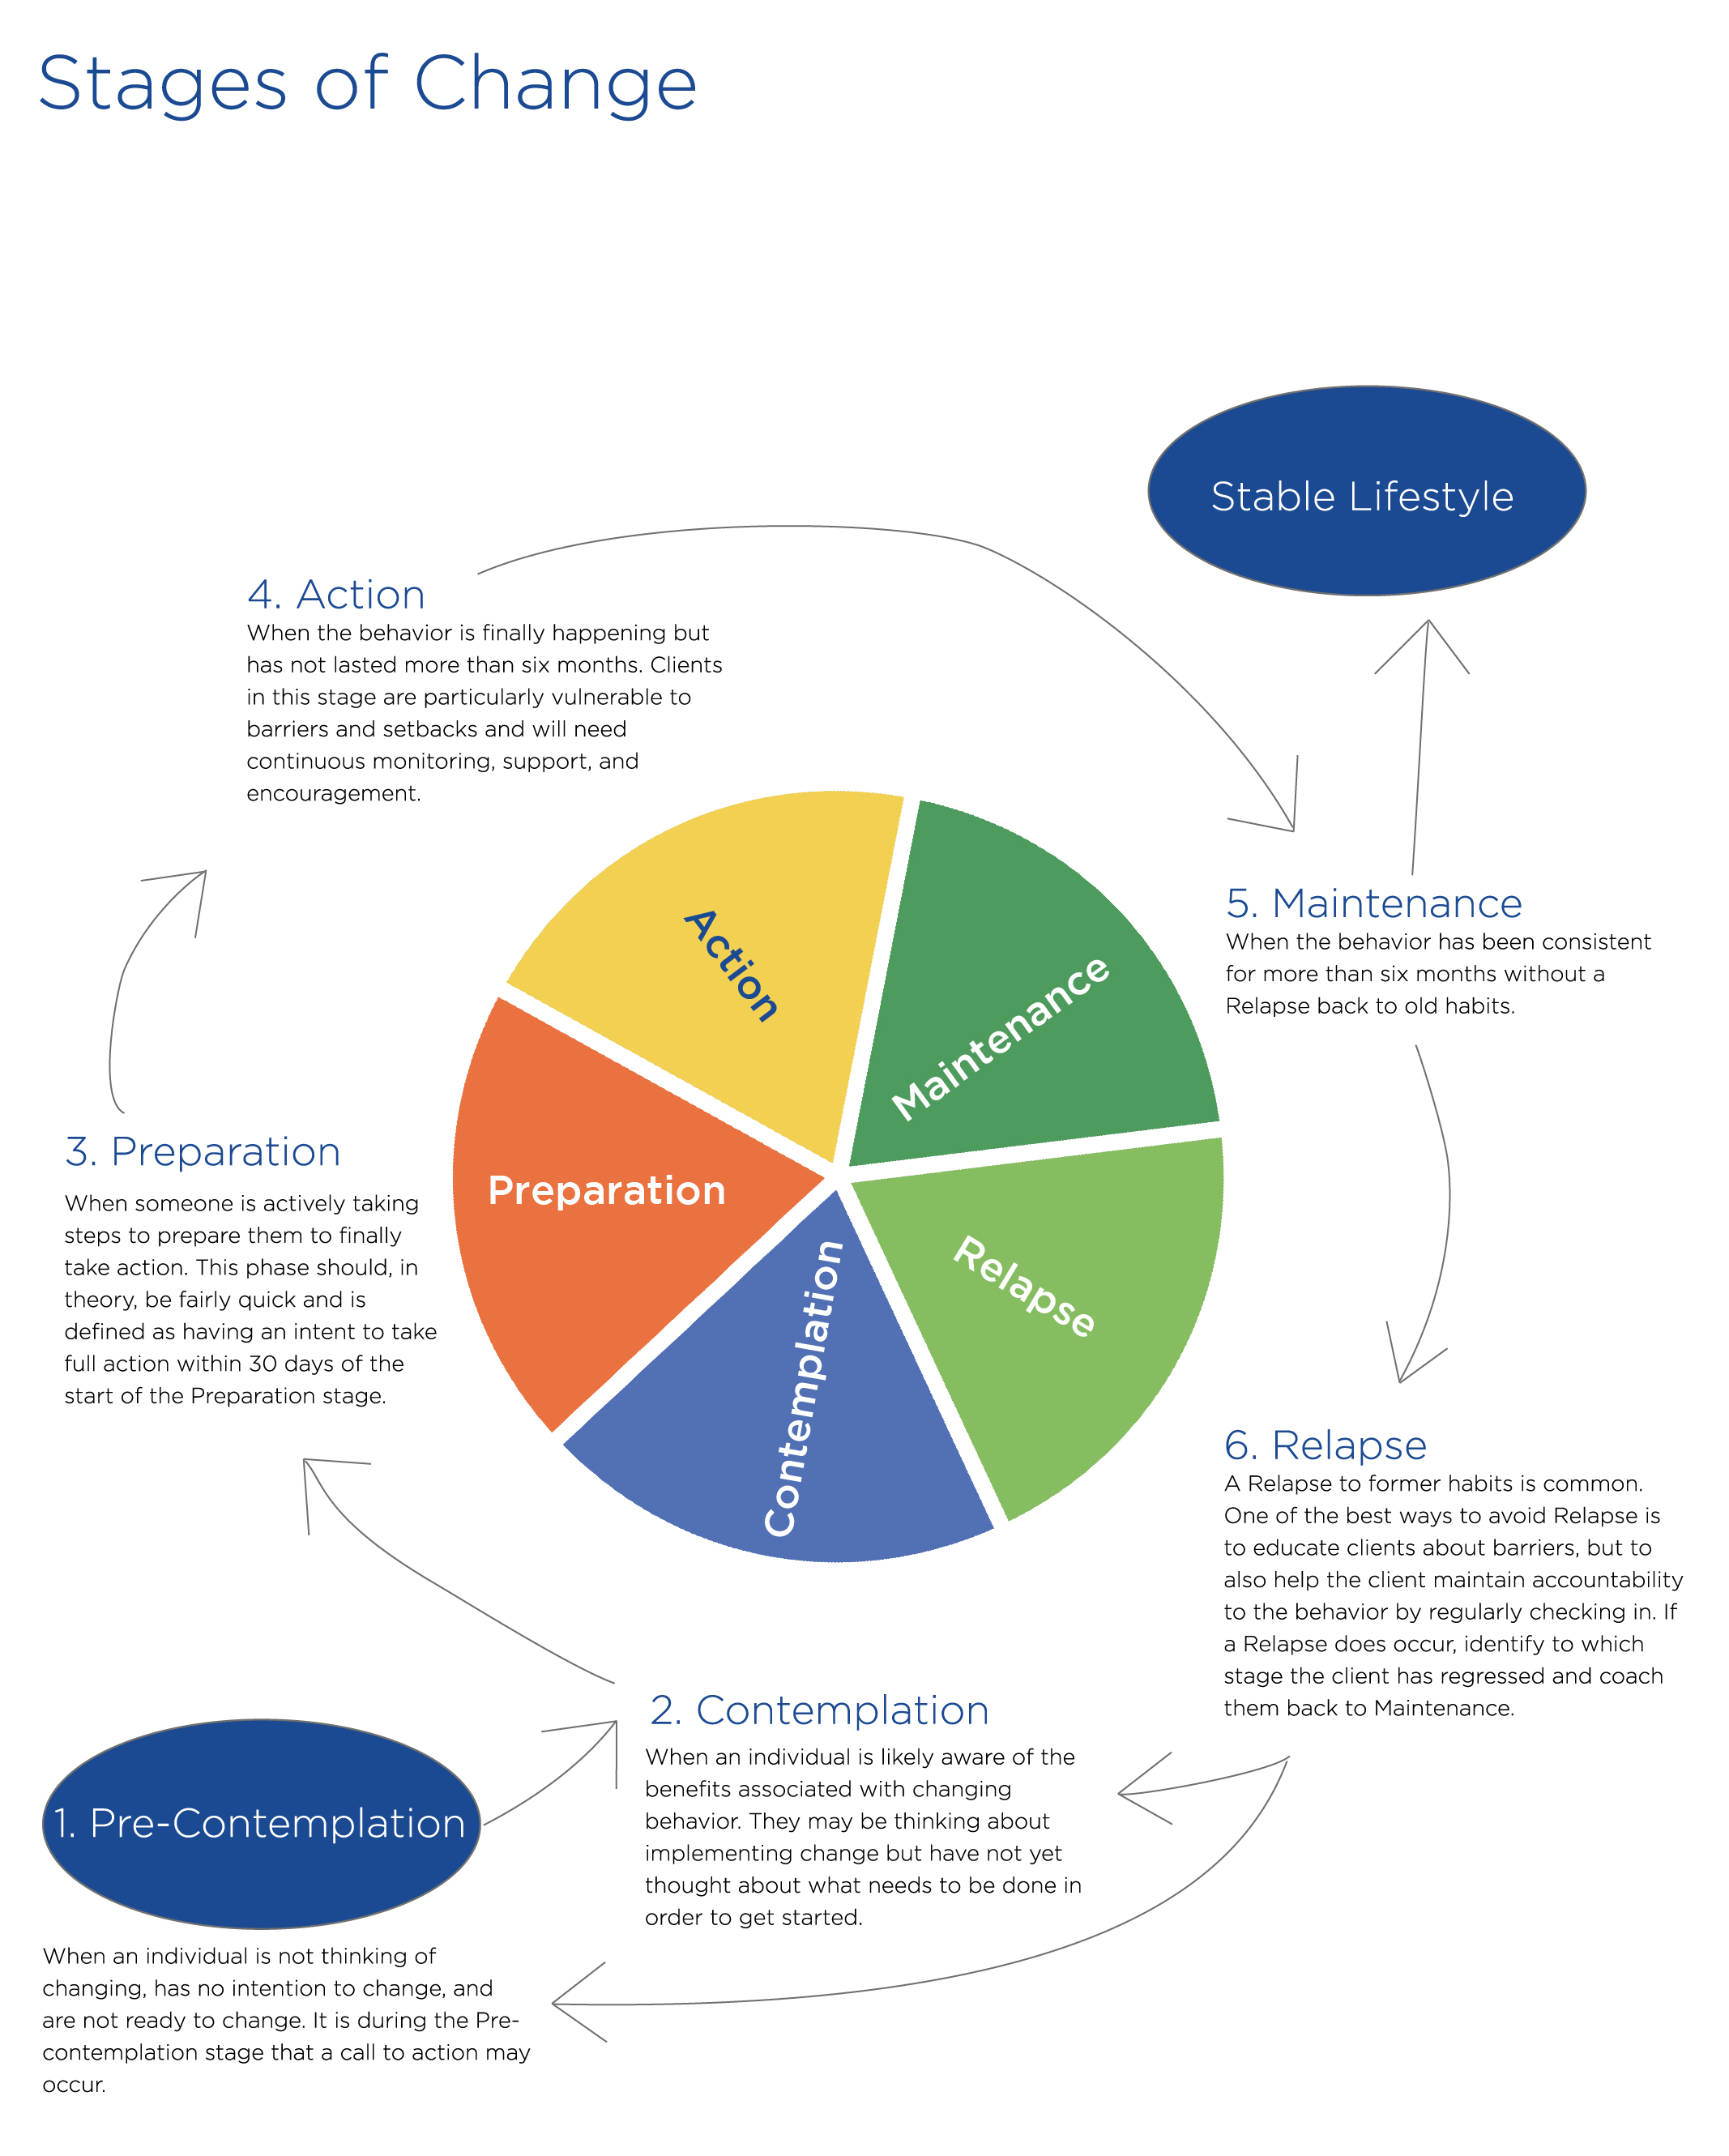 Stages of Change
Stable Lifestyle
4. Action
When the behavior is finally happening but
has not lasted more than six months. Clients
in this stage are particularly vulnerable to
barriers and setbacks and will need
continuous monitoring, support, and
encouragement.
5. Maintenance
When the behavior has been consistent
for more than six months without a
Relapse back to old habits.
Action
Maintenance
Preparation
Relapse
Contemplation
3. Preparation
When someone is actively taking
steps to prepare them to finally
take action. This phase should, in
theory, be fairly quick and is
defined as having an intent to take
full action within 30 days of the
start of the Preparation stage.
6. Relapse
A Relapse to former habits is common.
One of the best ways to avoid Relapse is
to educate clients about barriers, but to
also help the client maintain accountability
to the behavior by regularly checking in. If
a Relapse does occur, identify to which
stage the client has regressed and coach
them back to Maintenance.
2. Contemplation
When an individual is likely aware of the
benefits associated with changing
behavior. They may be thinking about
implementing change but have not yet
thought about what needs to be done in
order to get started.
1. Pre-Contemplation
When an individual is not thinking of
changing, has no intention to change, and
are not ready to change. It is during the Pre-
contemplation stage that a call to action may
occur.